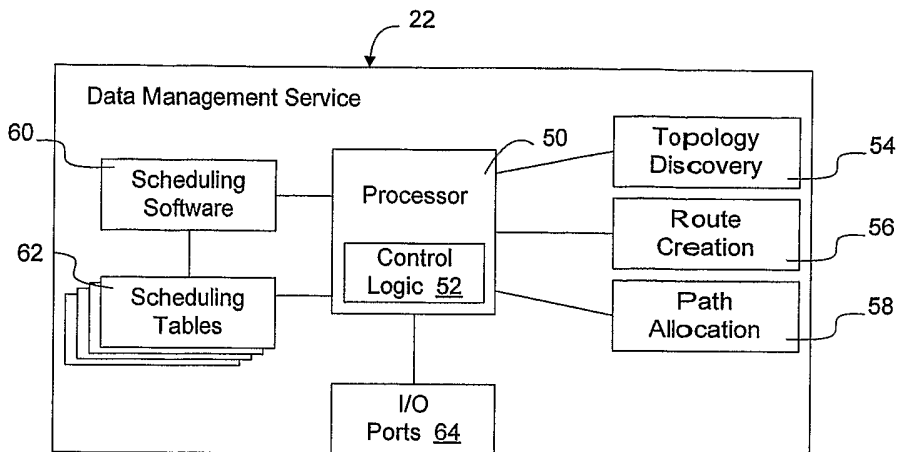 22
Data Management Service
60
Scheduling
Software
62
Scheduling
Tables
50
Processor
Control
Logic 52
I/O
Ports 64
Topology
Discovery
54
Route
Creation
56
Path
Allocation
58